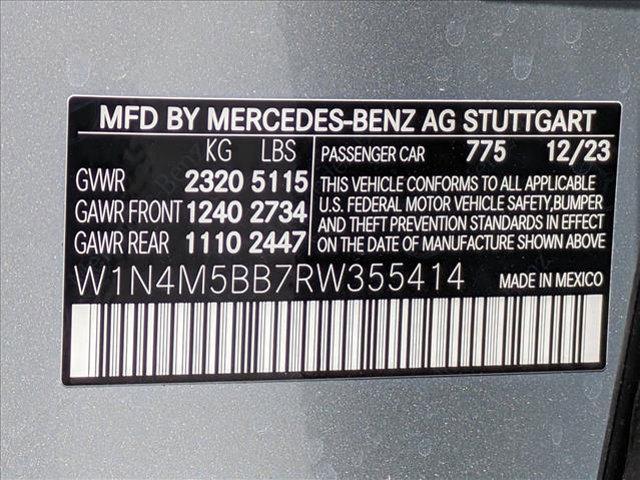 MFD BY MERCEDES-BENZ AG STUTTGART
KG LBS
GVWR 2320 5115
GAWR FRONT 1240 2734
GAWR REAR 1110 2447
PASSENGER CAR 775 12/23
THIS VEHICLE CONFORMS TO ALL APPLICABLE
U.S. FEDERAL MOTOR VEHICLE SAFETY,BUMPER
AND THEFT PREVENTION STANDARDS IN EFFECT
ON THE DATE OF MANUFACTURE SHOWN ABOVE
W1N4M5BB7RW355414
MADE IN MEXICO